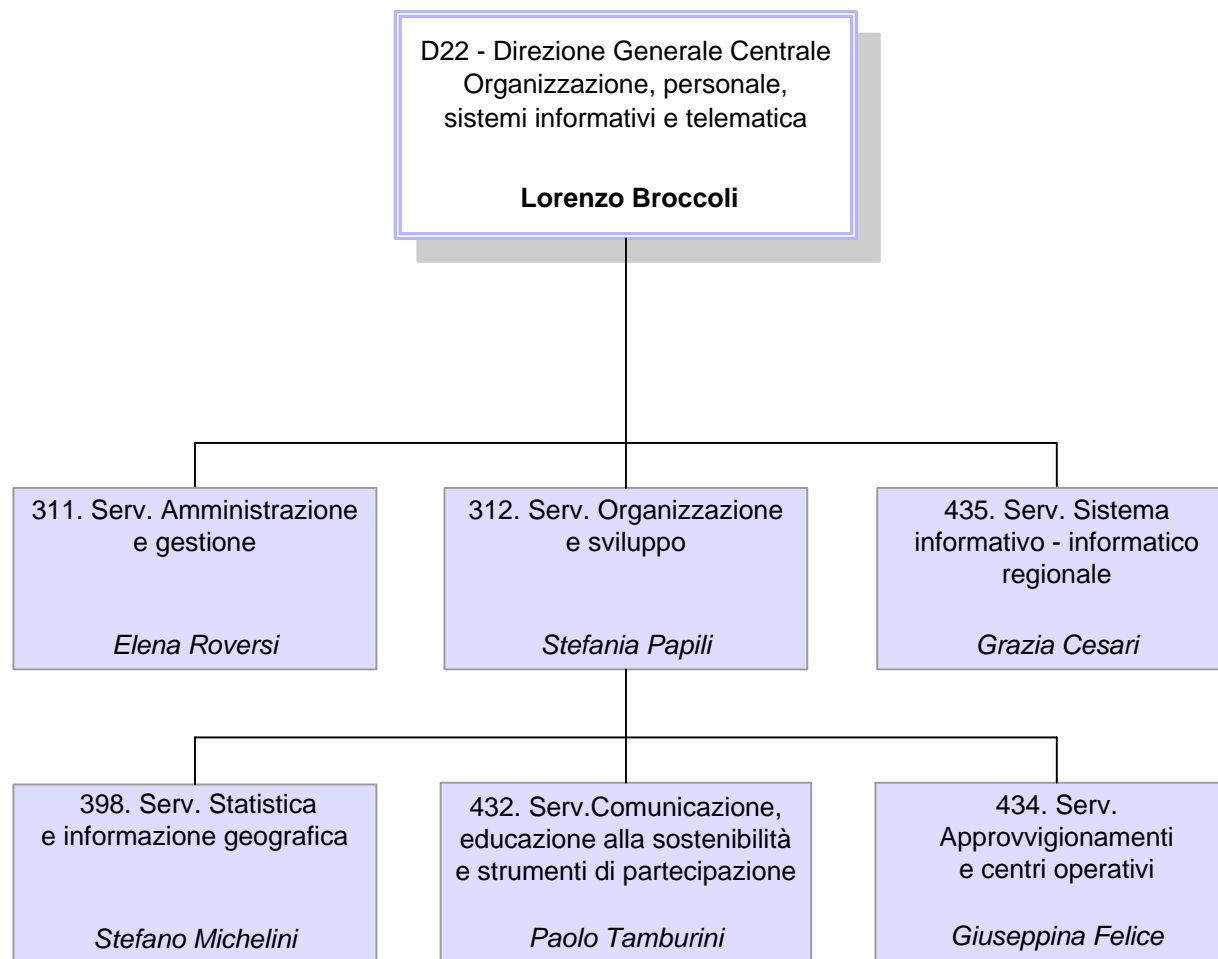 D22 - Direzione Generale Centrale
Organizzazione, personale,
sistemi informativi e telematica
Lorenzo Broccoli
311. Serv. Amministrazione
e gestione
Elena Roversi
312. Serv. Organizzazione
e sviluppo
Stefania Papili
435. Serv. Sistema
informativo - informatico
regionale
Grazia Cesari
398. Serv. Statistica
e informazione geografica
Stefano Michelini
432. Serv.Comunicazione,
educazione alla sostenibilità
e strumenti di partecipazione
Paolo Tamburini
434. Serv.
Approvvigionamenti
e centri operativi
Giuseppina Felice